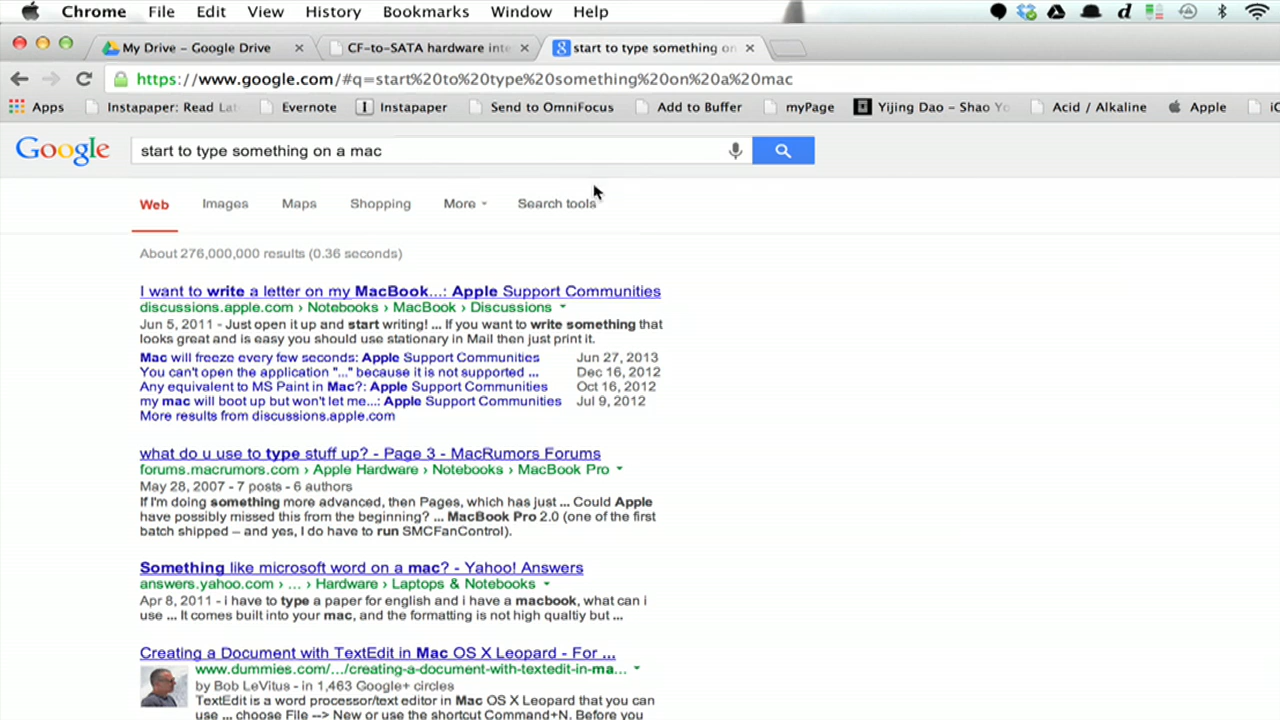 Chrome File Edit View History Bookmarks Window Help
My Drive - Google Drive CF-to-SATA hardware inte start to type something on
https://www.google.com/#q=start%20to%20type%20something%20on%20a%20mac
Apps Instapaper: Read Lat Evernote Instapaper Send to OmniFocus Add to Buffer myPage Yijing Dao – Shao Yo Acid / Alkaline Apple iC
Google start to type something on a mac
Web Images Maps Shopping More Search tools
About 276,000,000 results (0.36 seconds)
I want to write a letter on my MacBook...: Apple Support Communities
discussions.apple.com › Notebooks › MacBook › Discussions
Jun 5, 2011 - Just open it up and start writing! ... If you want to write something that
looks great and is easy you should use stationary in Mail then just print it.
Mac will freeze every few seconds: Apple Support Communities Jun 27, 2013
You can't open the application "..." because it is not supported ... Dec 16, 2012
Any equivalent to MS Paint in Mac?: Apple Support Communities Oct 16, 2012
my mac will boot up but won't let me...: Apple Support Communities Jul 9, 2012
More results from discussions.apple.com
what do u use to type stuff up? - Page 3 - MacRumors Forums
forums.macrumors.com › Apple Hardware › Notebooks › MacBook Pro
May 28, 2007 - 7 posts - 6 authors
If I'm doing something more advanced, then Pages, which has just ... Could Apple
have possibly missed this from the beginning? ... MacBook Pro 2.0 (one of the first
batch shipped – and yes, I do have to run SMCFanControl).
Something like microsoft word on a mac? - Yahoo! Answers
answers.yahoo.com › ... › Hardware › Laptops & Notebooks
Apr 8, 2011 - i have to type a paper for english and i have a macbook, what can i
use ... It comes built into your mac, and the formatting is not high qualtiy but ...
Creating a Document with TextEdit in Mac OS X Leopard - For ...
www.dummies.com/.../creating-a-document-with-textedit-in-ma...
by Bob LeVitus - in 1,463 Google+ circles
TextEdit is a word processor/text editor in Mac OS X Leopard that you can
use ... choose File --> New or use the shortcut Command+N. Before you